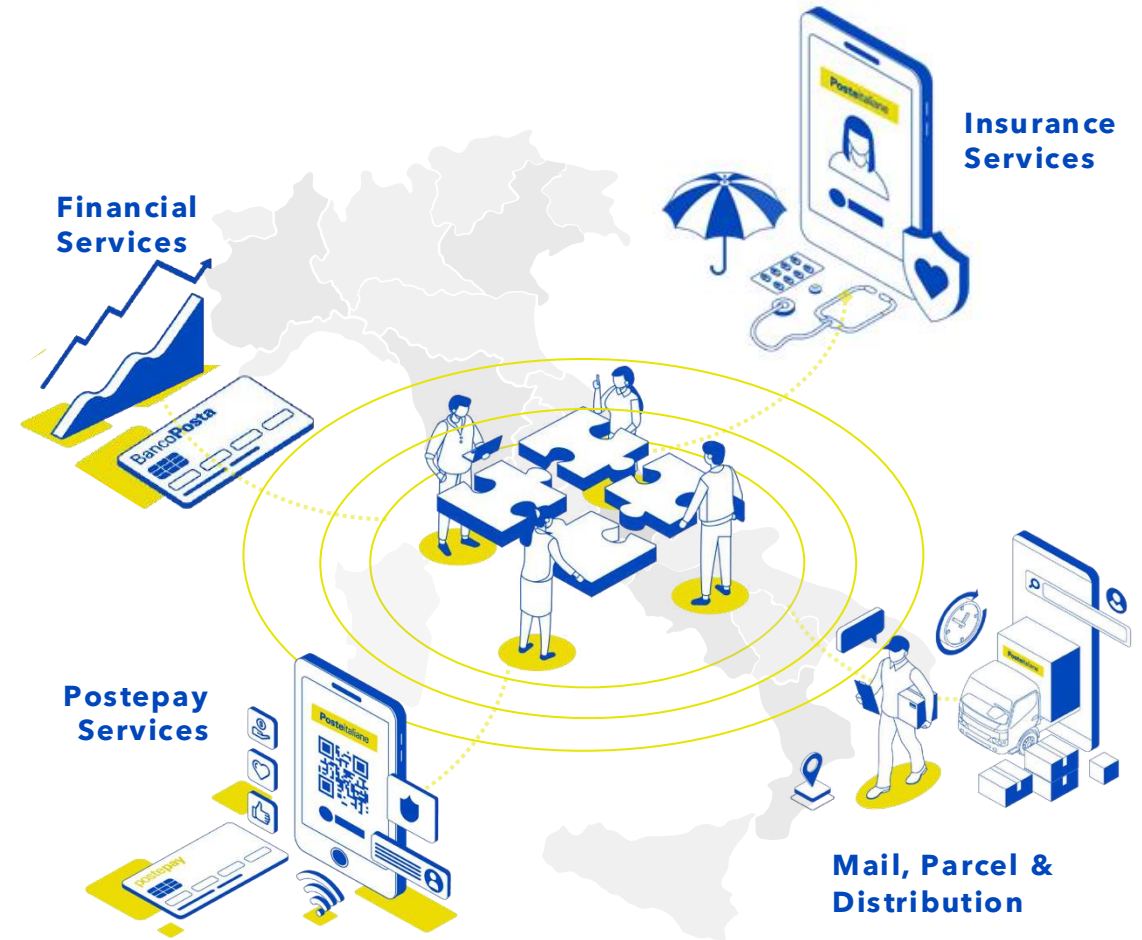 Insurance
Services
Posteitaliane
Financial
Services
BancoPosta
Postepay
Services
Posteitaliane
postepay
Posteitaliane
Mail, Parcel &
Distribution